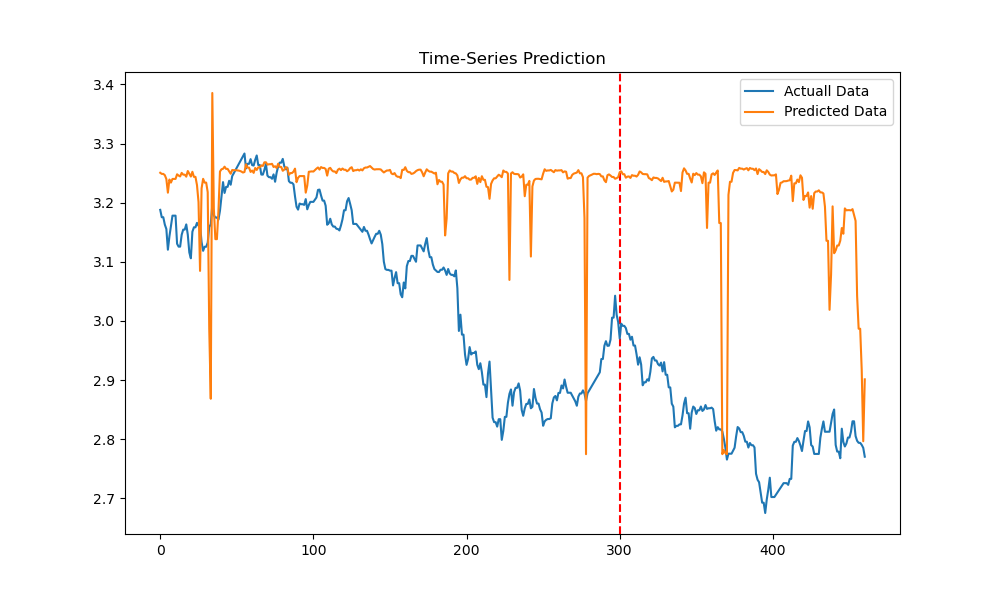 Time-Series Prediction
3.4
3.3
3.2
3.1
3.0
2.9
2.8
2.7
Actuall Data
Predicted Data
0 100 200 300 400